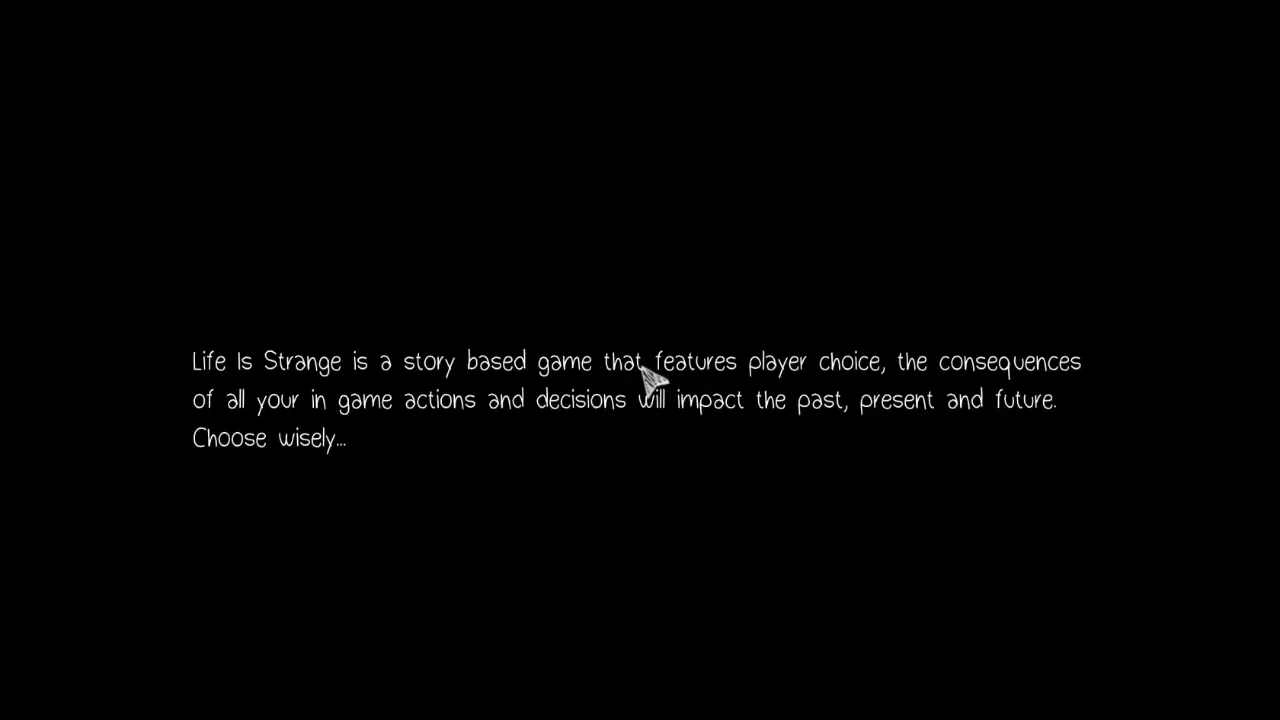 Life Is Strange is a story based game that features player choice, the consequences
of all your in game actions and decisions will impact the past, present and future.
Choose wisely...